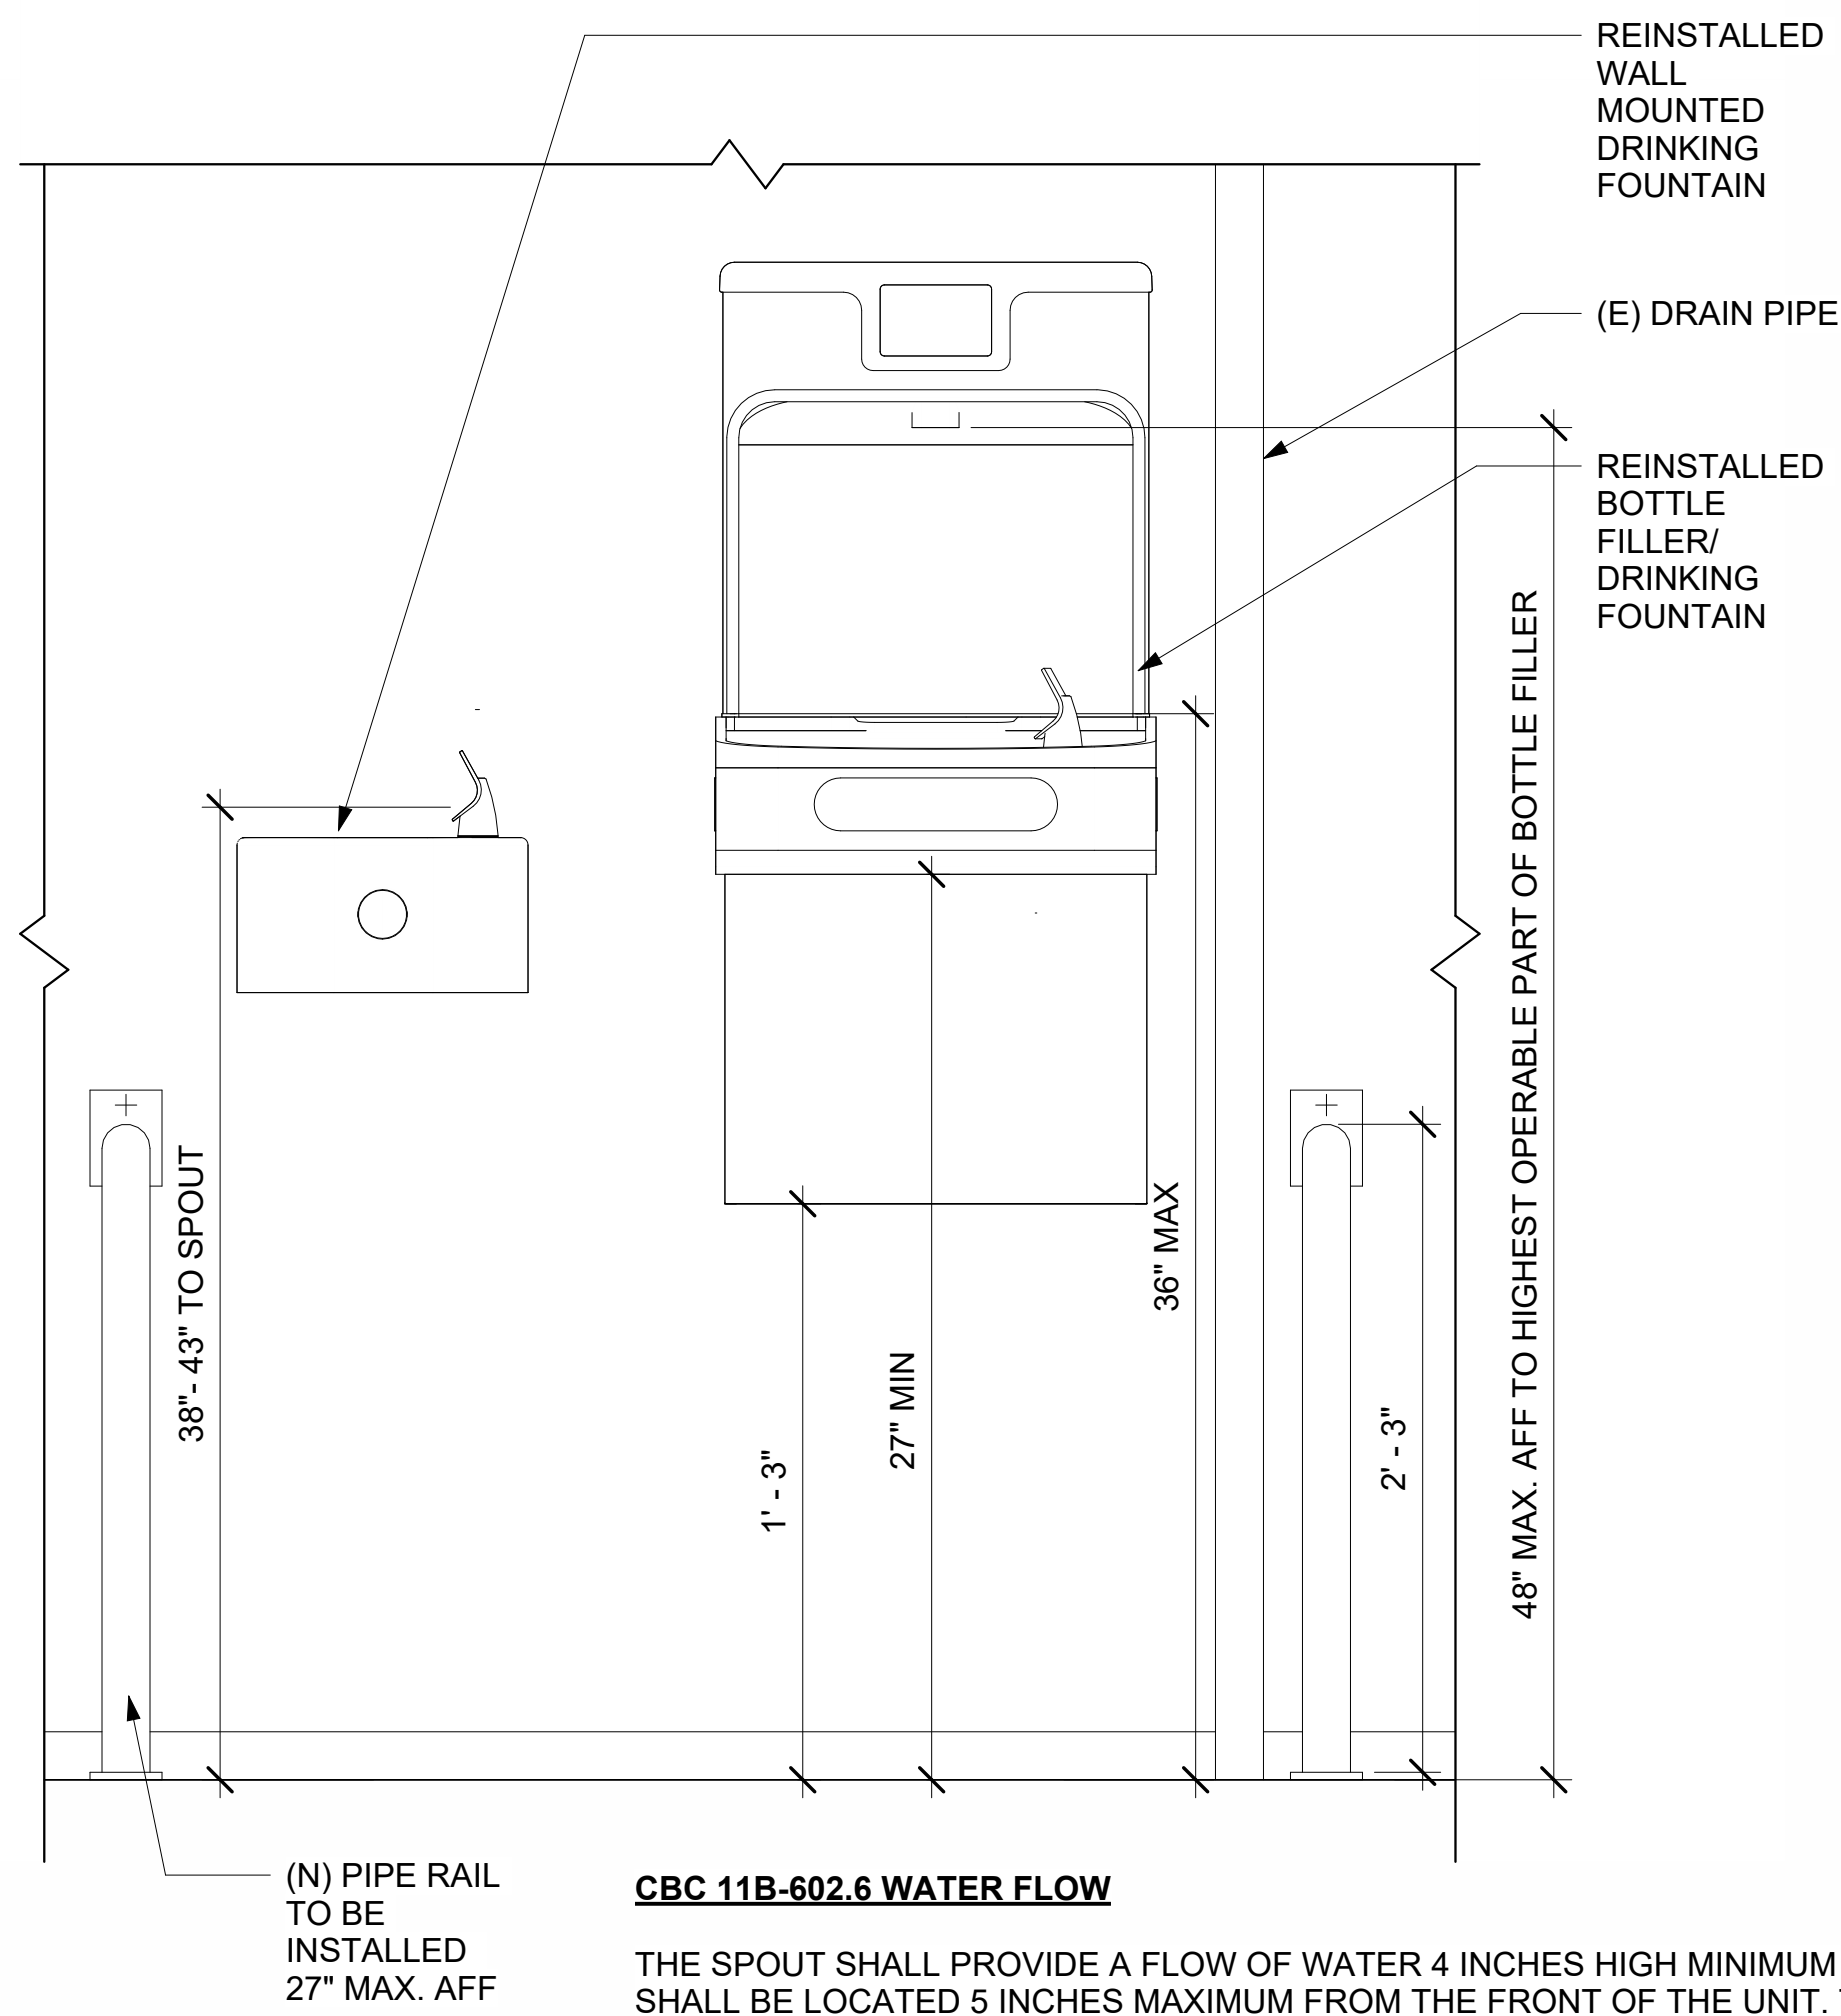 REINSTALLED
WALL
MOUNTED
DRINKING
FOUNTAIN
(E) DRAIN PIPE
REINSTALLED
BOTTLE
FILLER/
DRINKING
FOUNTAIN
38"- 43" TO SPOUT
1' - 3"
27" MIN
36" MAX
2' - 3"
48" MAX. AFF TO HIGHEST OPERABLE PART OF BOTTLE FILLER
(N) PIPE RAIL
TO BE
INSTALLED
27" MAX. AFF
CBC 11B-602.6 WATER FLOW
THE SPOUT SHALL PROVIDE A FLOW OF WATER 4 INCHES HIGH MINIMUM
SHALL BE LOCATED 5 INCHES MAXIMUM FROM THE FRONT OF THE UNIT.